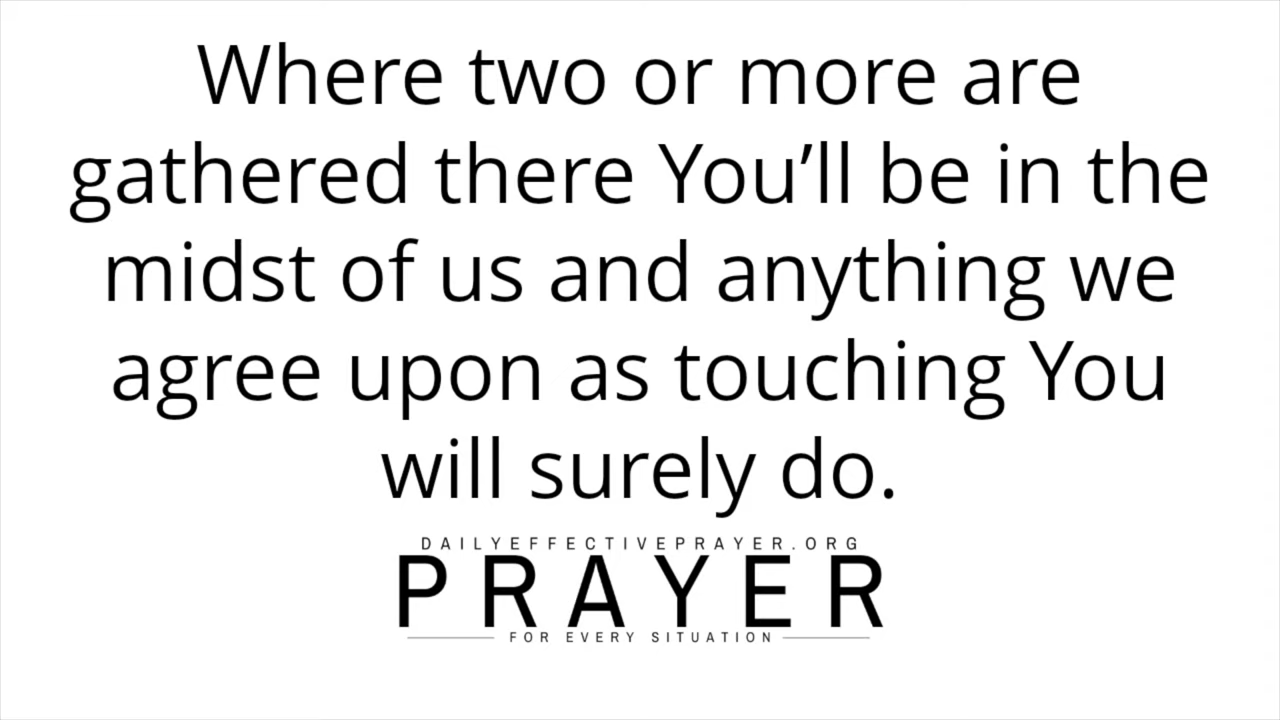 Where two or more are
gathered there You’ll be in the
midst of us and anything we
agree upon as touching You
will surely do.
DAILYEFFECTIVEPRAYER.ORG
PRAYER
FOR EVERY SITUATION